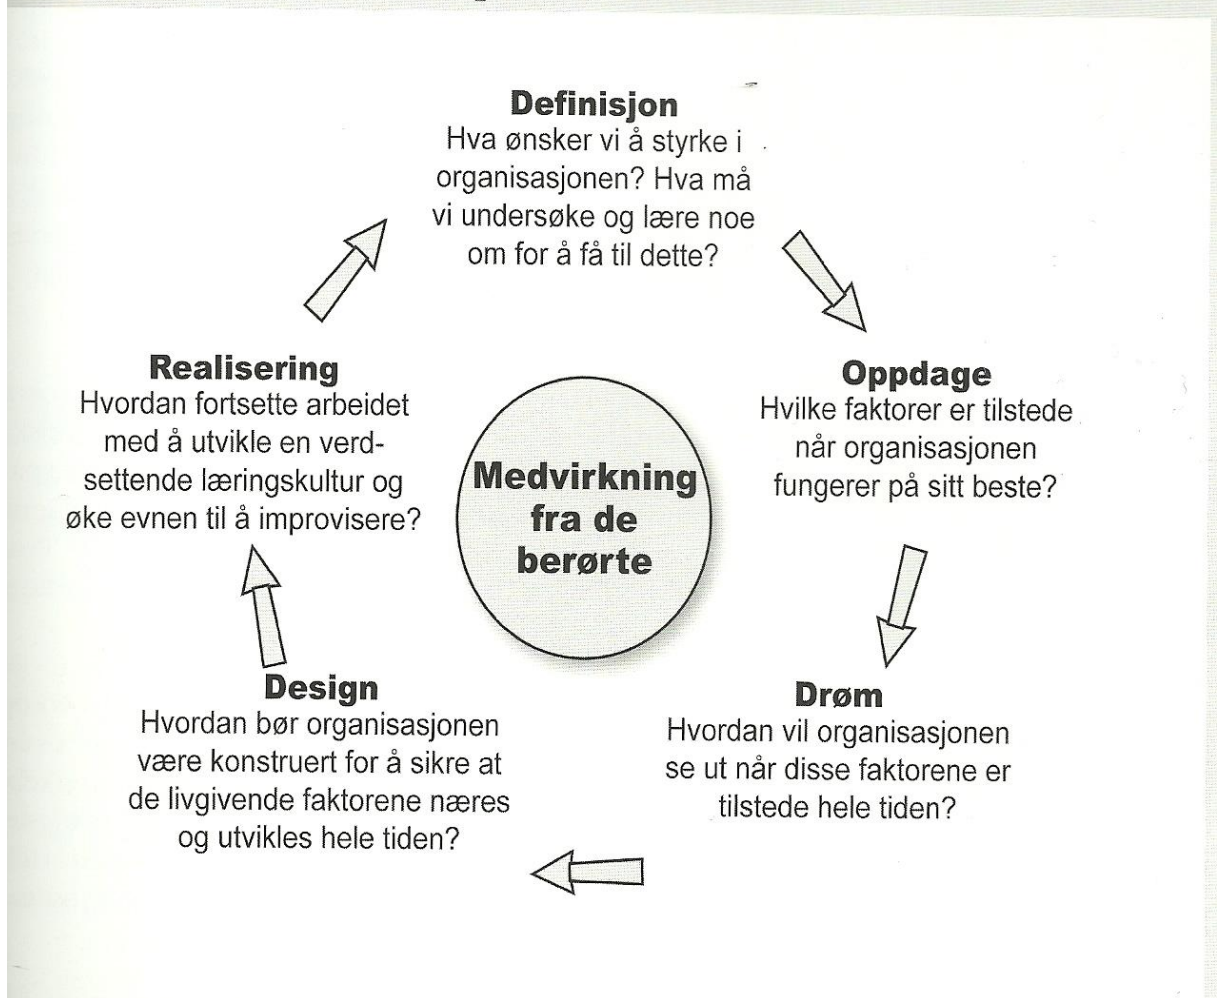 Definisjon
Hva ønsker vi å styrke i
organisasjonen? Hva må
vi undersøke og lære noe
om for å få til dette?
Oppdage
Hvilke faktorer er tilstede
når organisasjonen
fungerer på sitt beste?
Drøm
Hvordan vil organisasjonen
se ut når disse faktorene er
tilstede hele tiden?
Design
Hvordan bør organisasjonen
være konstruert for å sikre at
de livgivende faktorene næres
og utvikles hele tiden?
Realisering
Hvordan fortsette arbeidet
med å utvikle en verd-
settende læringskultur og
øke evnen til å improvisere?
Medvirkning
fra de
berørte